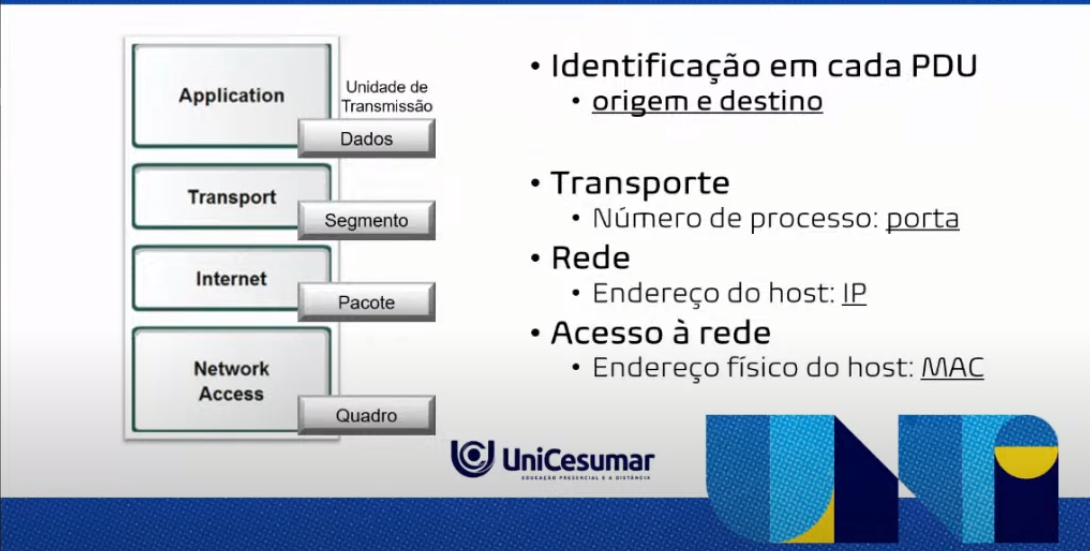 Application
Unidade de
Transmissão
Dados
Transport
Segmento
Internet
Pacote
Network
Access
Quadro
• Identificação em cada PDU
• origem e destino
• Transporte
• Número de processo: porta
• Rede
• Endereço do host: IP
• Acesso à rede
• Endereço físico do host: MAC
UniCesumar
EDUCAÇÃO PRESENCIAL E A DISTÂNCIA
UNI